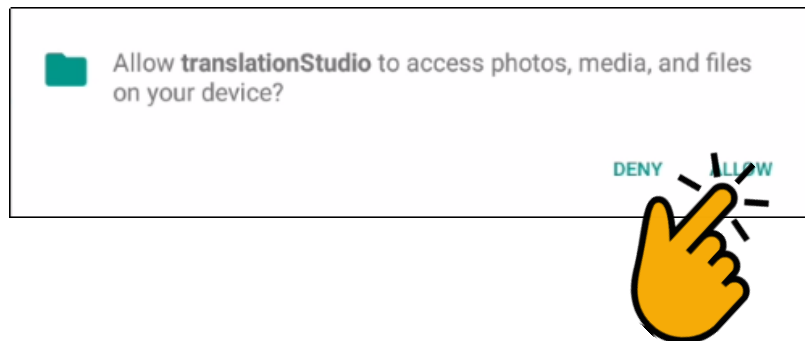 Allow translationStudio to access photos, media, and files
on your device?
DENY ALLOW